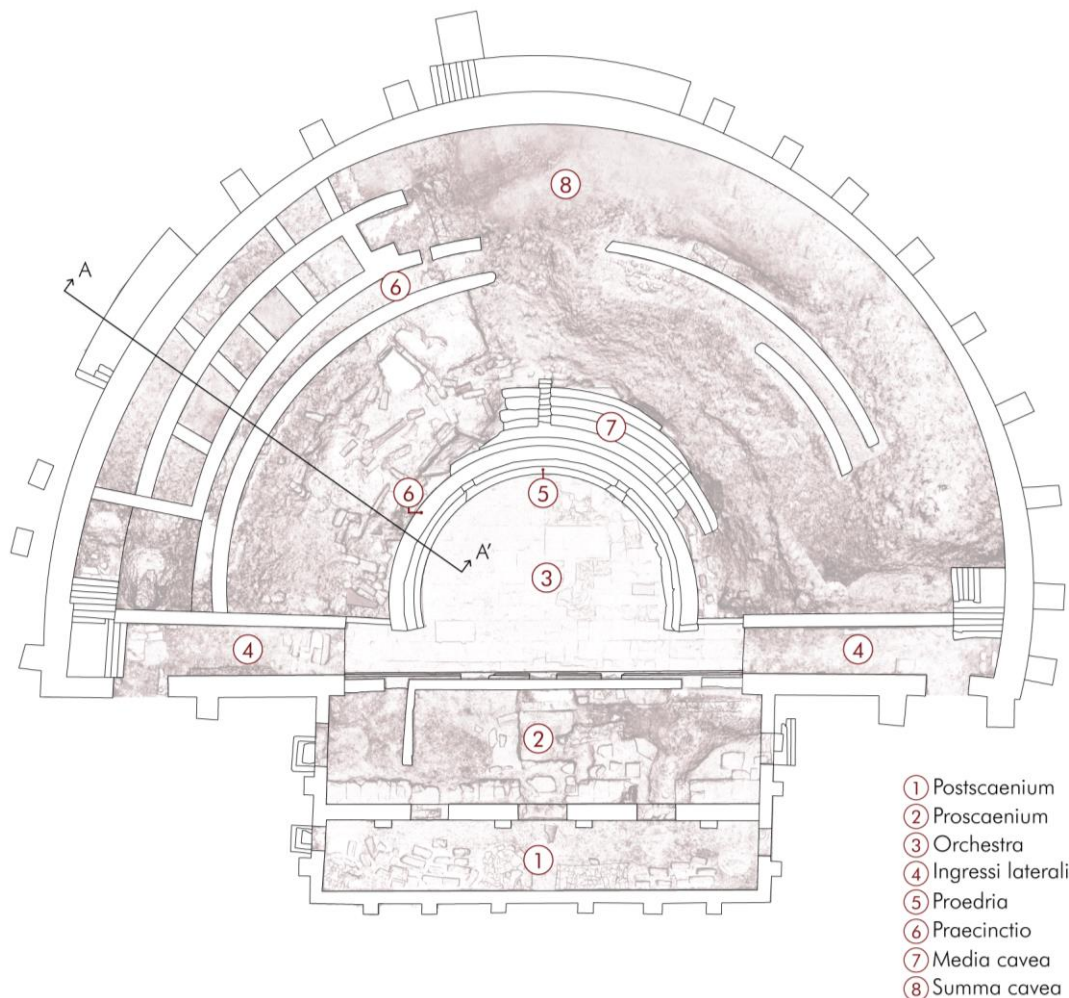 8
6
A
7
6
5
A'
3
4
4
2
1
1 Postscaenium
2 Proscaenium
3 Orchestra
4 Ingressi laterali
5 Proedria
6 Praecinctio
7 Media cavea
8 Summa cavea